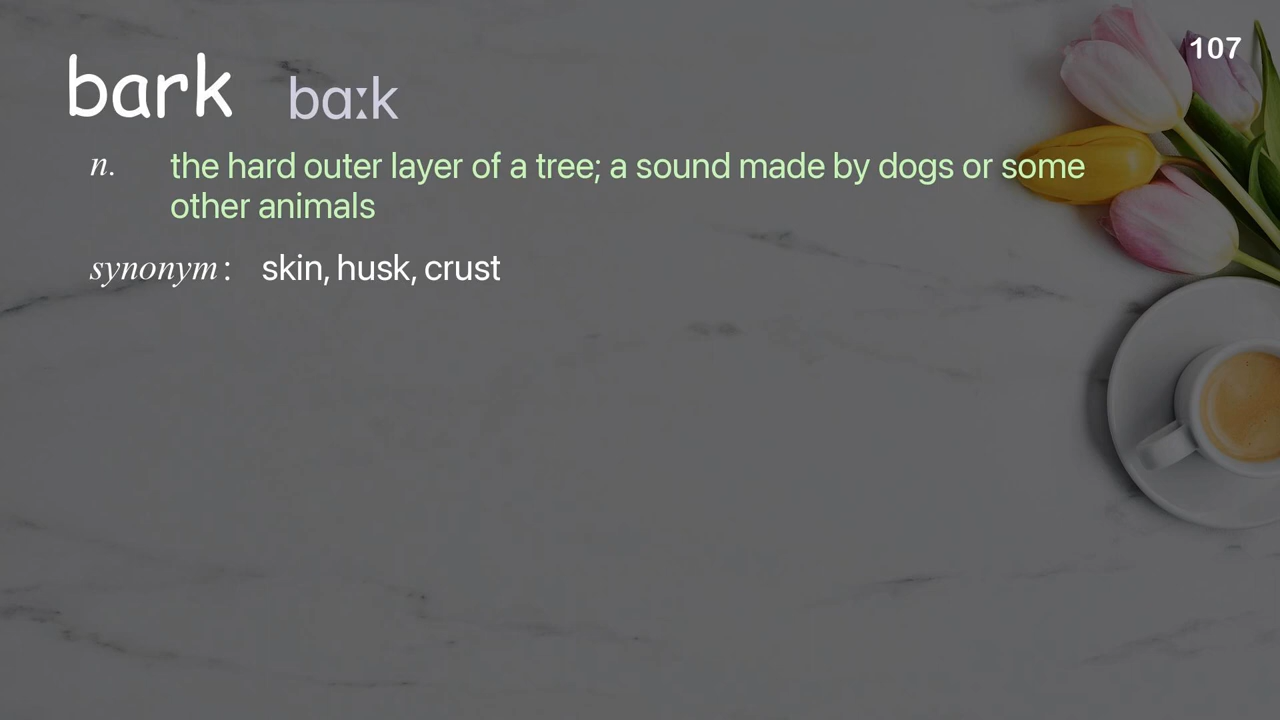 107
bark bɑːk
n. the hard outer layer of a tree; a sound made by dogs or some
other animals
synonym: skin, husk, crust